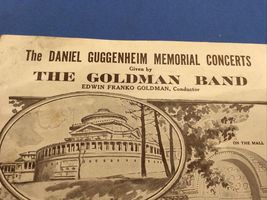 The DANIEL GUGGENHEIM MEMORIAL CONCERTS
Given by
THE GOLDMAN BAND
EDWIN FRANKO GOLDMAN, Conductor
ON THE MALL